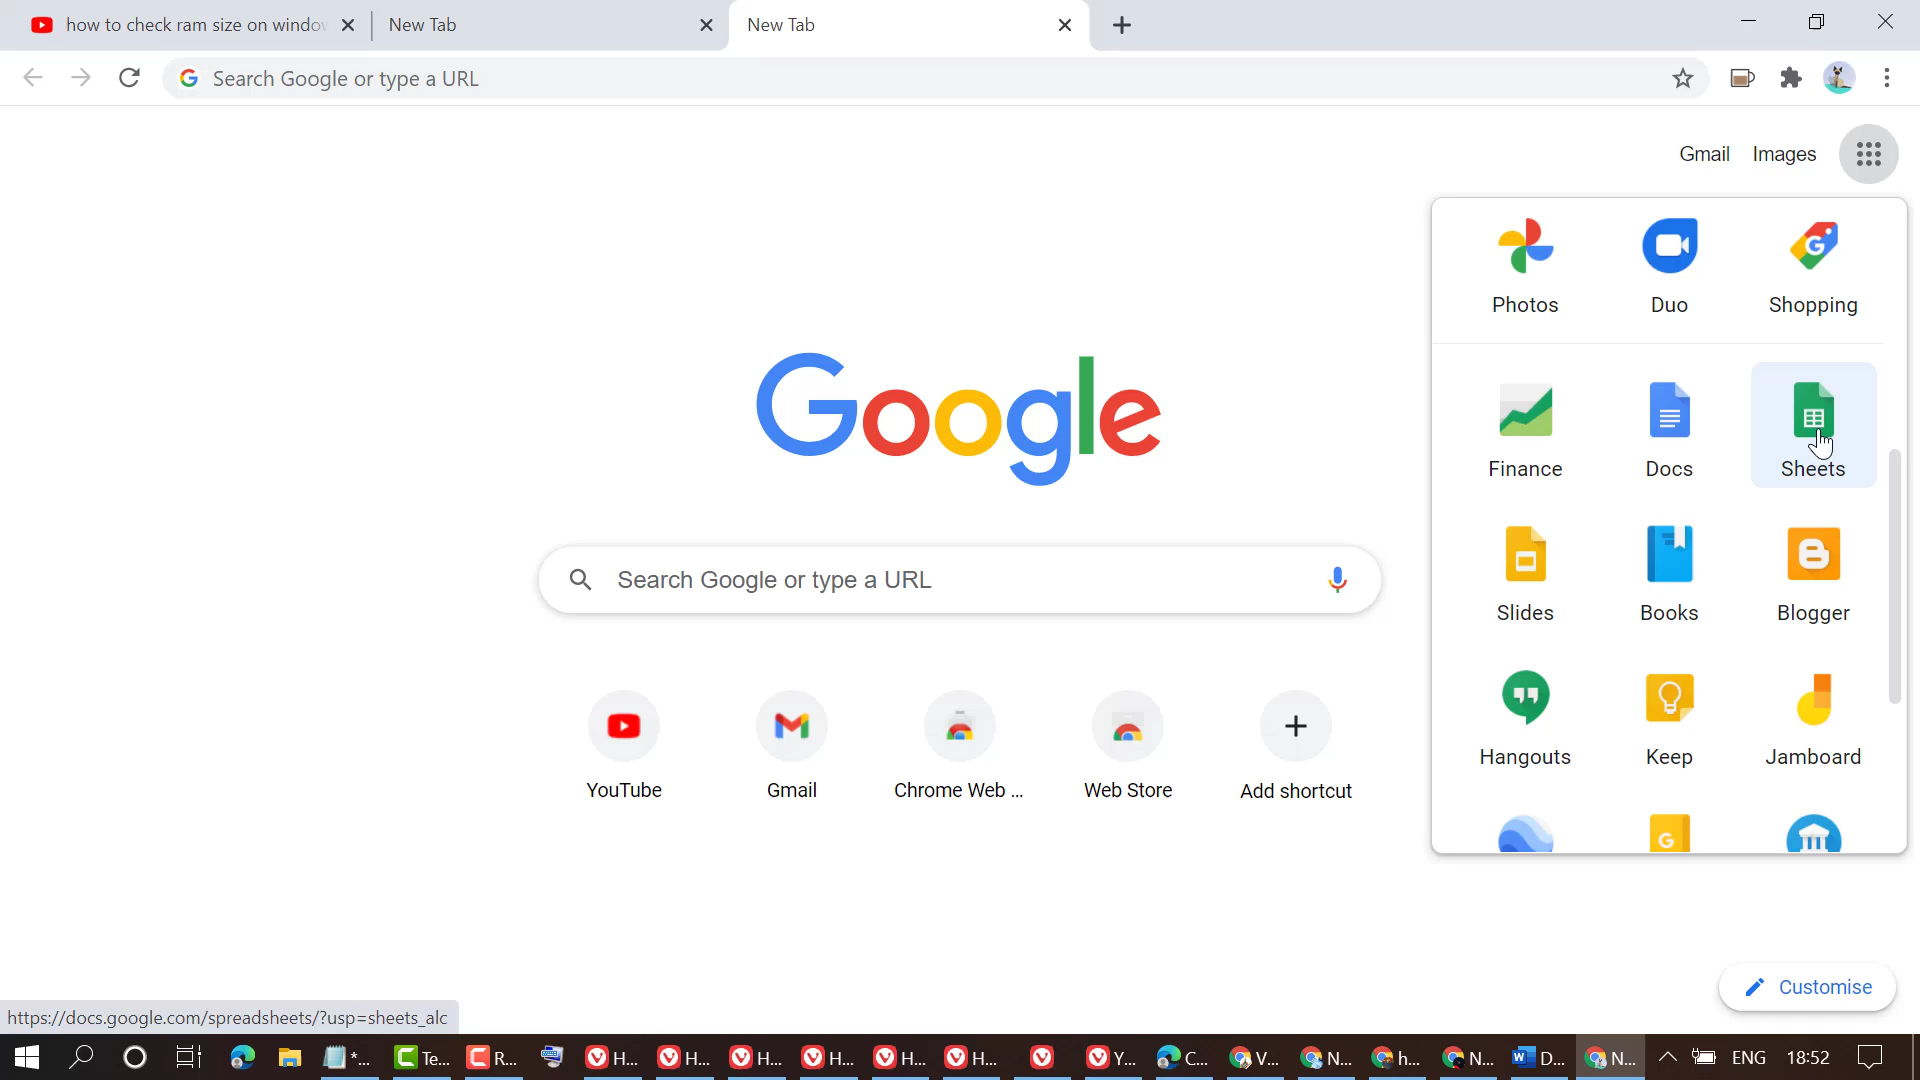 how to check ram size on windo
New Tab
New Tab
Search Google or type a URL
Gmail Images
Photos Duo Shopping
Google
Finance Docs Sheets
Search Google or type a URL
Slides Books Blogger
Hangouts Keep Jamboard
YouTube Gmail Chrome Web ... Web Store Add shortcut
Customise
https://docs.google.com/spreadsheets/?usp=sheets_alc
*... Te... R... H... H... H... H... H... H... Y... C... V... N... h... N... D... N... ENG 18:52